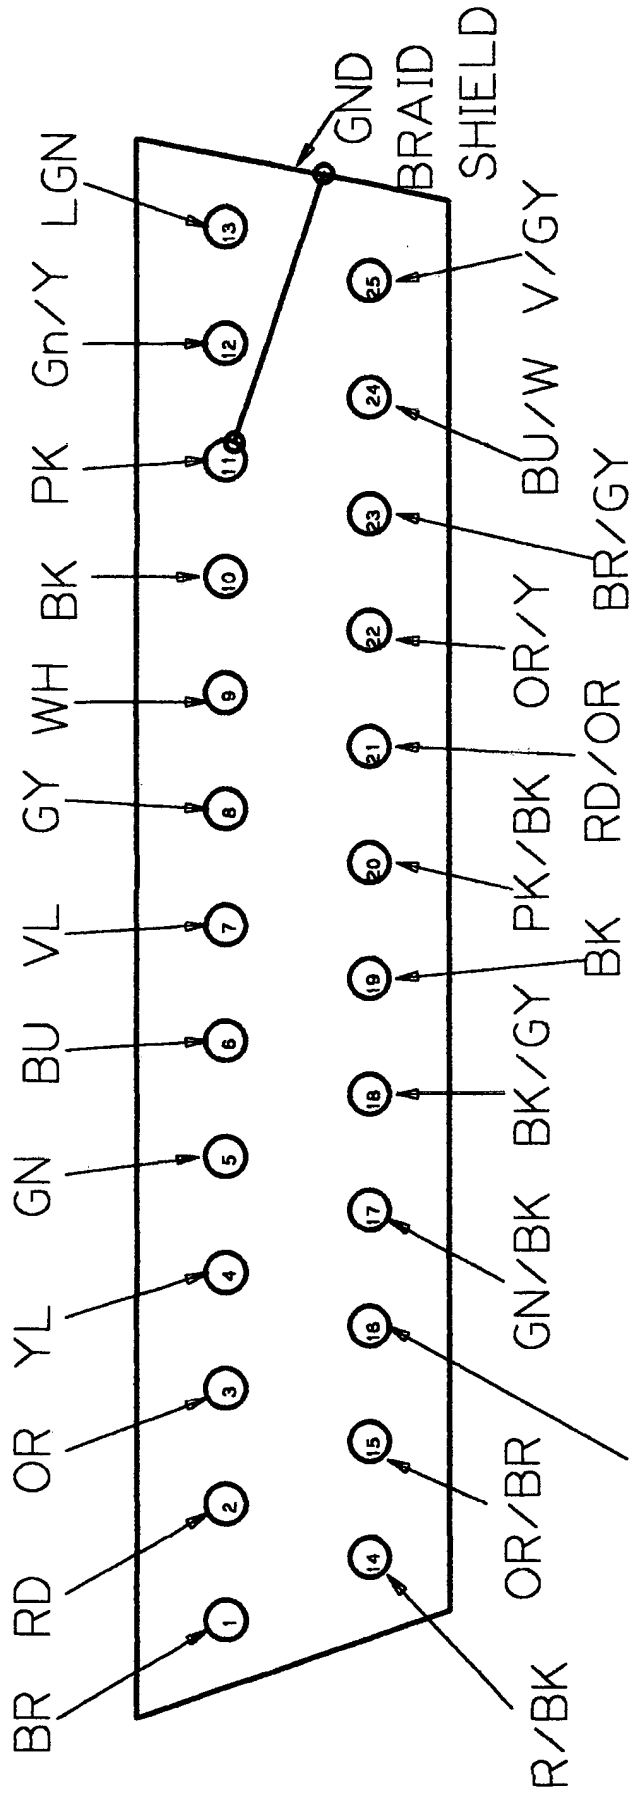 BR RD OR YL GN BU VL GY WH BK PK Gn/Y LGN
1 2 3 4 5 6 7 8 9 10 11 12 13
GND
BRAID
SHIELD
14 15 16 17 18 19 20 21 22 23 24 25
R/BK OR/BR GN/BK BK/GY PK/BK OR/Y BU/W V/GY
BK RD/OR BR/GY